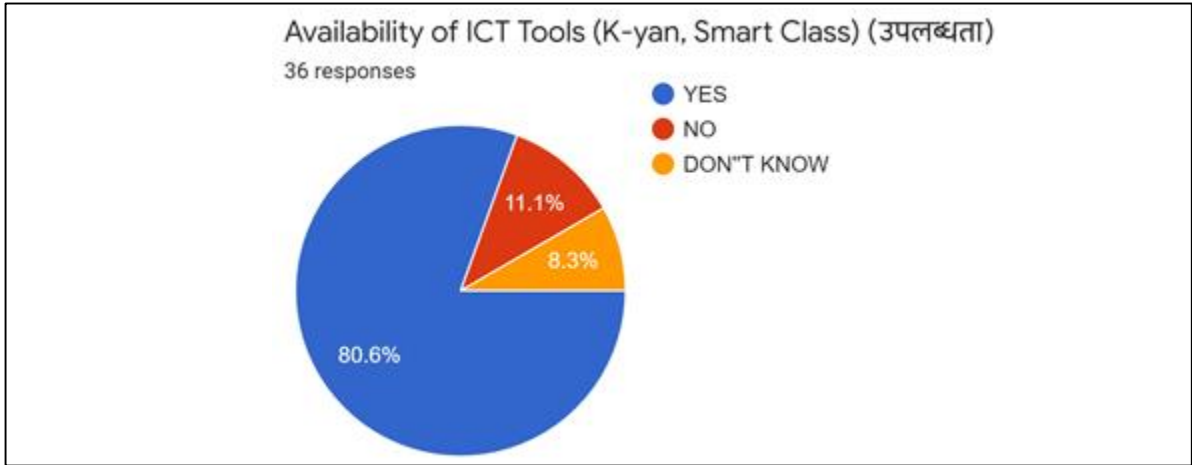 Availability of ICT Tools (K-yan, Smart Class) (उपलब्धता)
36 responses
YES
NO
DON"T KNOW
11.1%
8.3%
80.6%